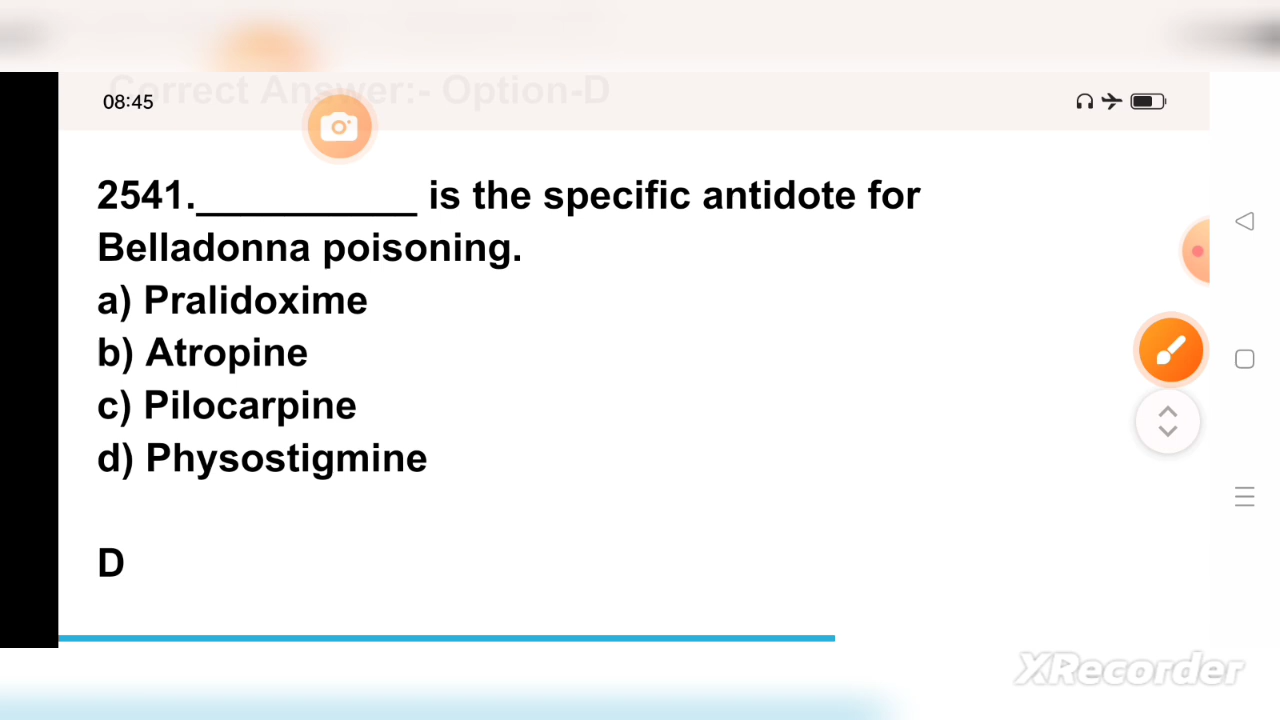 Correct Answer:- Option-D
08:45
2541.__________ is the specific antidote for
Belladonna poisoning.
a) Pralidoxime
b) Atropine
c) Pilocarpine
d) Physostigmine
D
XRecorder